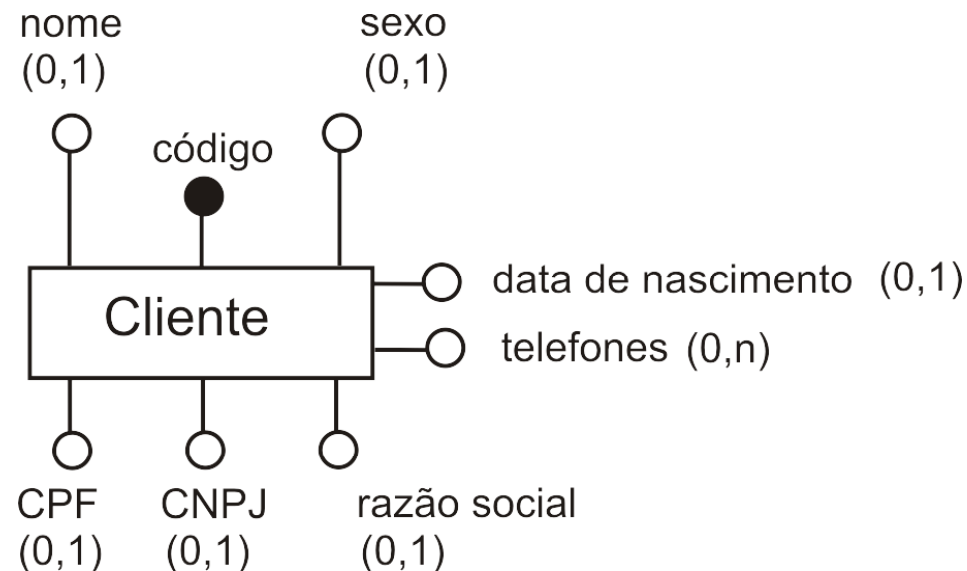 nome
(0,1)
sexo
(0,1)
código
Cliente
data de nascimento (0,1)
telefones (0,n)
CPF
(0,1)
CNPJ
(0,1)
razão social
(0,1)